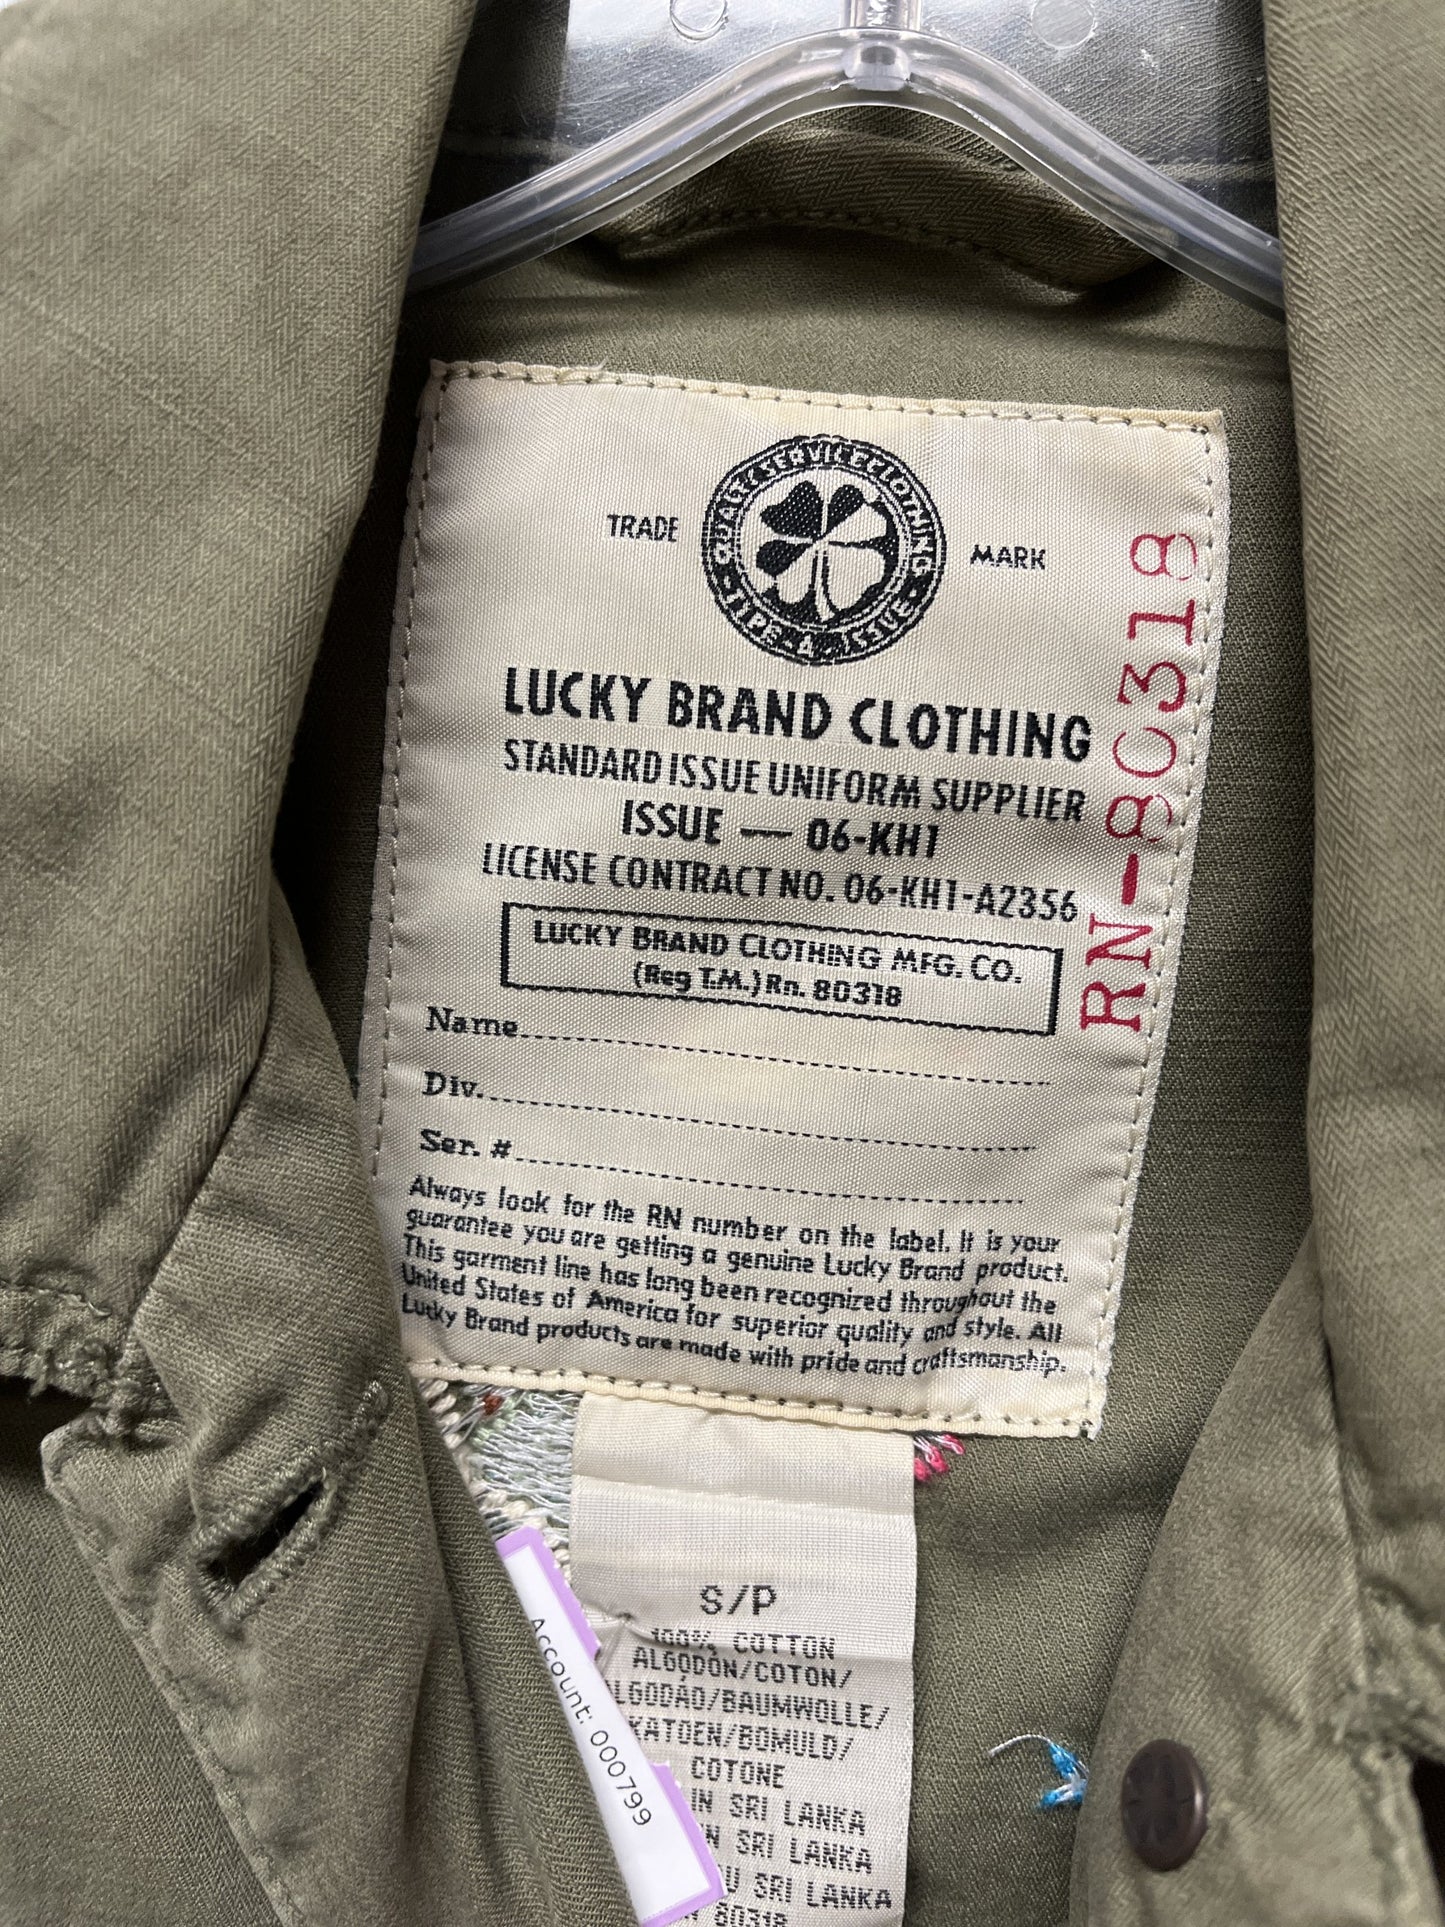 QUALTY SERVICE CLOTHING
TYPE-A-ISSUE
TRADE MARK
LUCKY BRAND CLOTHING
STANDARD ISSUE UNIFORM SUPPLIER
ISSUE — 06-KH1
LICENSE CONTRACT NO. 06-KH1-A2356
LUCKY BRAND CLOTHING MFG. CO.
(Reg T.M.) Rn. 80318
RN-80318
Name
Div.
Ser. #
Always look for the RN number on the label. It is your
guarantee you are getting a genuine Lucky Brand product.
This garment line has long been recognized throughout the
United States of America for superior quality and style. All
Lucky Brand products are made with pride and craftsmanship.
S/P
100% COTTON
ALGODÓN/COTON/
LGODÁO/BAUMWOLLE/
KATOEN/BOMULD/
COTONE
IN SRI LANKA
N SRI LANKA
U SRI LANKA
80318
Account: 000799